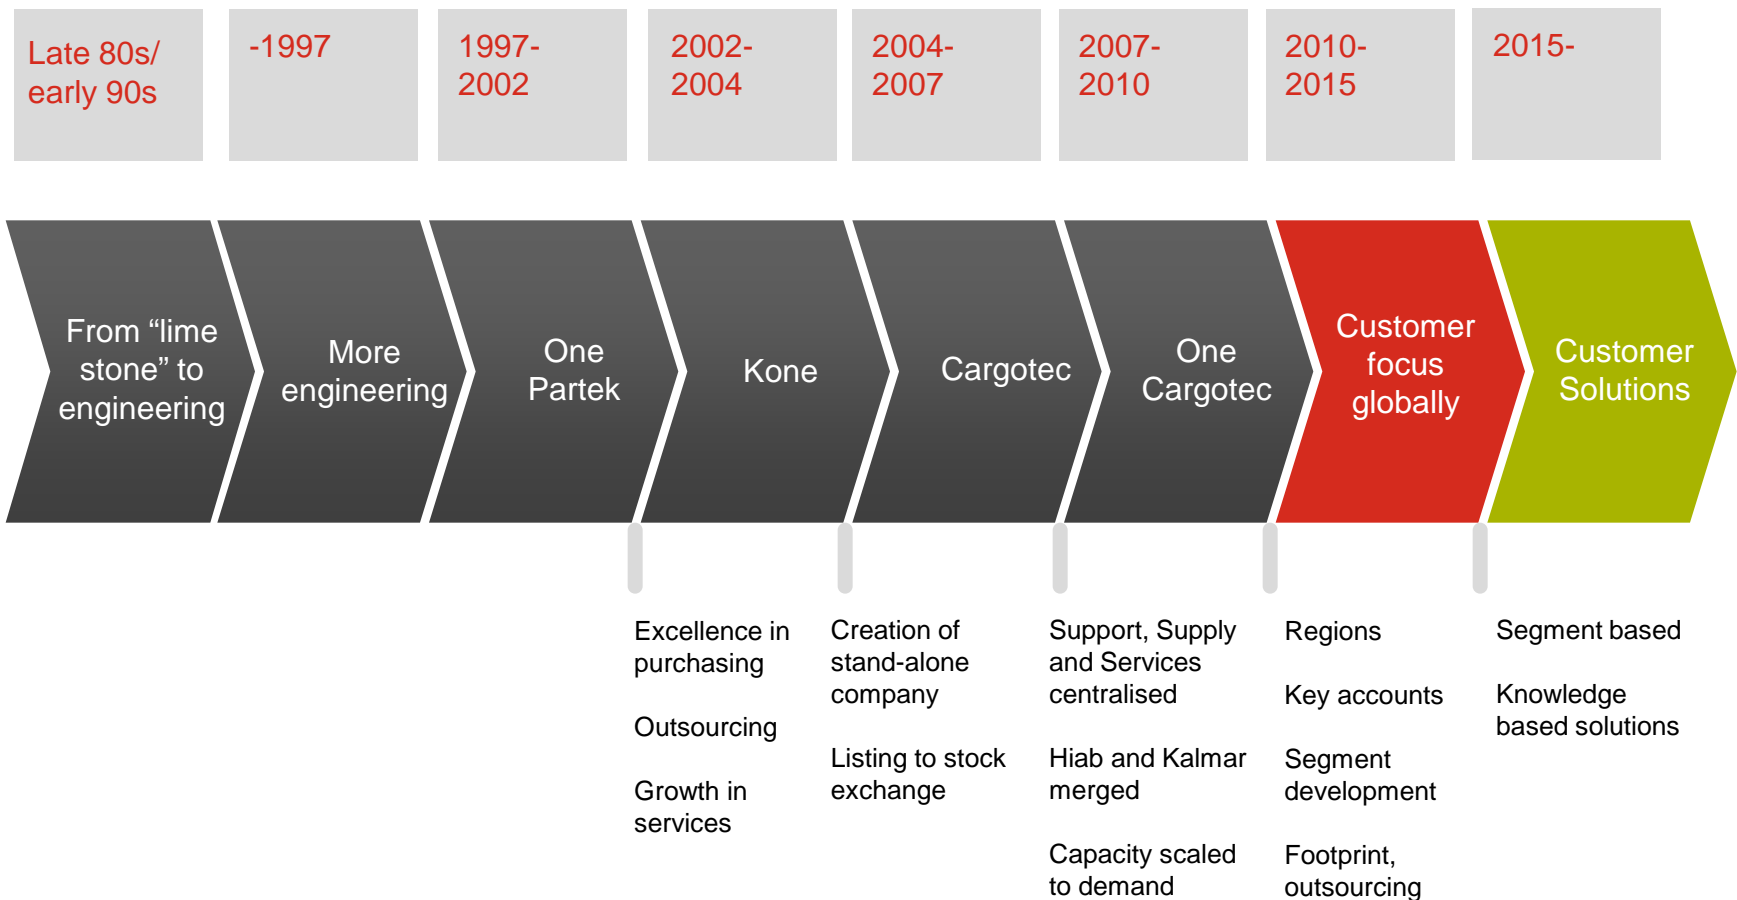 Late 80s/
early 90s
-1997
1997-
2002
2002-
2004
2004-
2007
2007-
2010
2010-
2015
2015-
From “lime
stone” to
engineering
More
engineering
One
Partek
Kone
Cargotec
One
Cargotec
Customer
focus
globally
Customer
Solutions
Excellence in
purchasing
Outsourcing
Growth in
services
Creation of
stand-alone
company
Listing to stock
exchange
Support, Supply
and Services
centralised
Hiab and Kalmar
merged
Capacity scaled
to demand
Regions
Key accounts
Segment
development
Footprint,
outsourcing
Segment based
Knowledge
based solutions